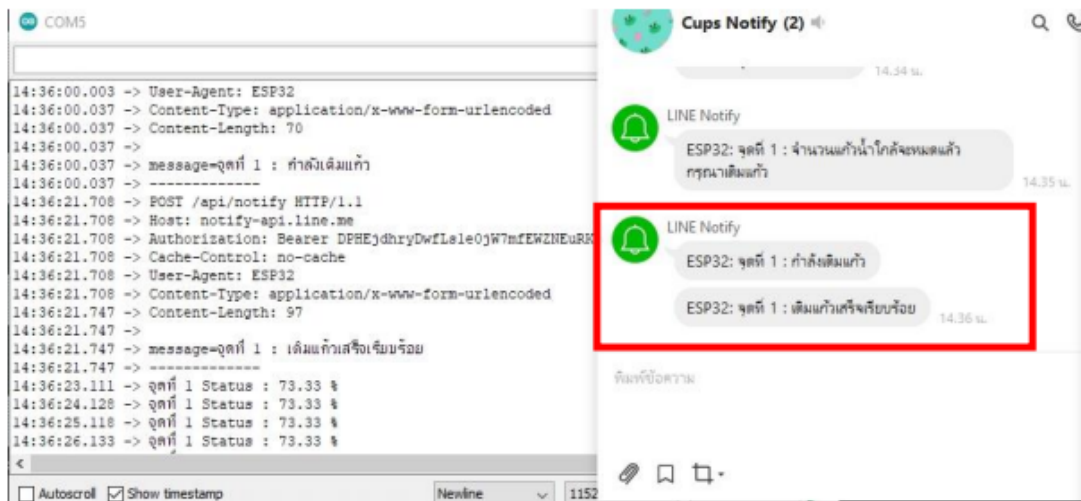 COM5
14:36:00.003 -> User-Agent: ESP32
14:36:00.037 -> Content-Type: application/x-www-form-urlencoded
14:36:00.037 -> Content-Length: 70
14:36:00.037 ->
14:36:00.037 -> message=จุดที่ 1 : กำลังเติมแก้ว
14:36:00.037 -> -------------
14:36:21.708 -> POST /api/notify HTTP/1.1
14:36:21.708 -> Host: notify-api.line.me
14:36:21.708 -> Authorization: Bearer
14:36:21.708 -> Cache-Control: no-cache
14:36:21.708 -> User-Agent: ESP32
14:36:21.708 -> Content-Type: application/x-www-form-urlencoded
14:36:21.747 -> Content-Length: 97
14:36:21.747 ->
14:36:21.747 -> message=จุดที่ 1 : เติมแก้วเสร็จเรียบร้อย
14:36:21.747 -> -------------
14:36:23.111 -> จุดที่ 1 Status : 73.33 %
14:36:24.128 -> จุดที่ 1 Status : 73.33 %
14:36:25.118 -> จุดที่ 1 Status : 73.33 %
14:36:26.133 -> จุดที่ 1 Status : 73.33 %
Autoscroll Show timestamp
Newline
1152
Cups Notify (2)
14.34 น.
LINE Notify
ESP32: จุดที่ 1 : จำนวนแก้วน้ำใกล้จะหมดแล้ว
กรุณาเติมแก้ว
14.35 น.
LINE Notify
ESP32: จุดที่ 1 : กำลังเติมแก้ว
ESP32: จุดที่ 1 : เติมแก้วเสร็จเรียบร้อย
14.36 น.
พิมพ์ข้อความ